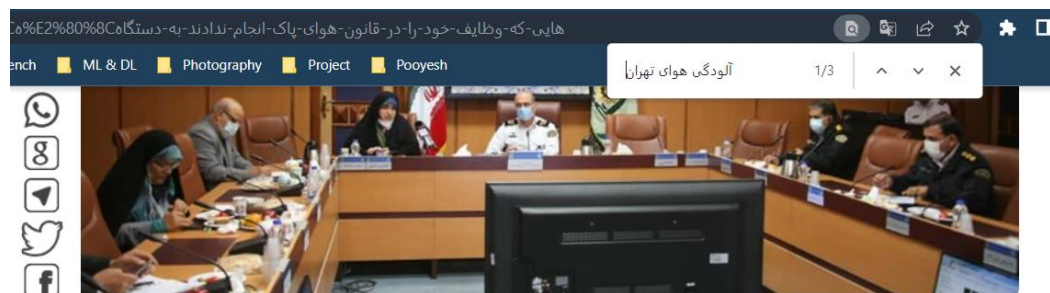 هایی-که-وظایف-خود-را-در-قانون-هوای-پاک-انجام-ندادند-به-دستگاه%E2%80%8C
آلودگی هوای تهران
1/3
ench
ML & DL
Photography
Project
Pooyesh